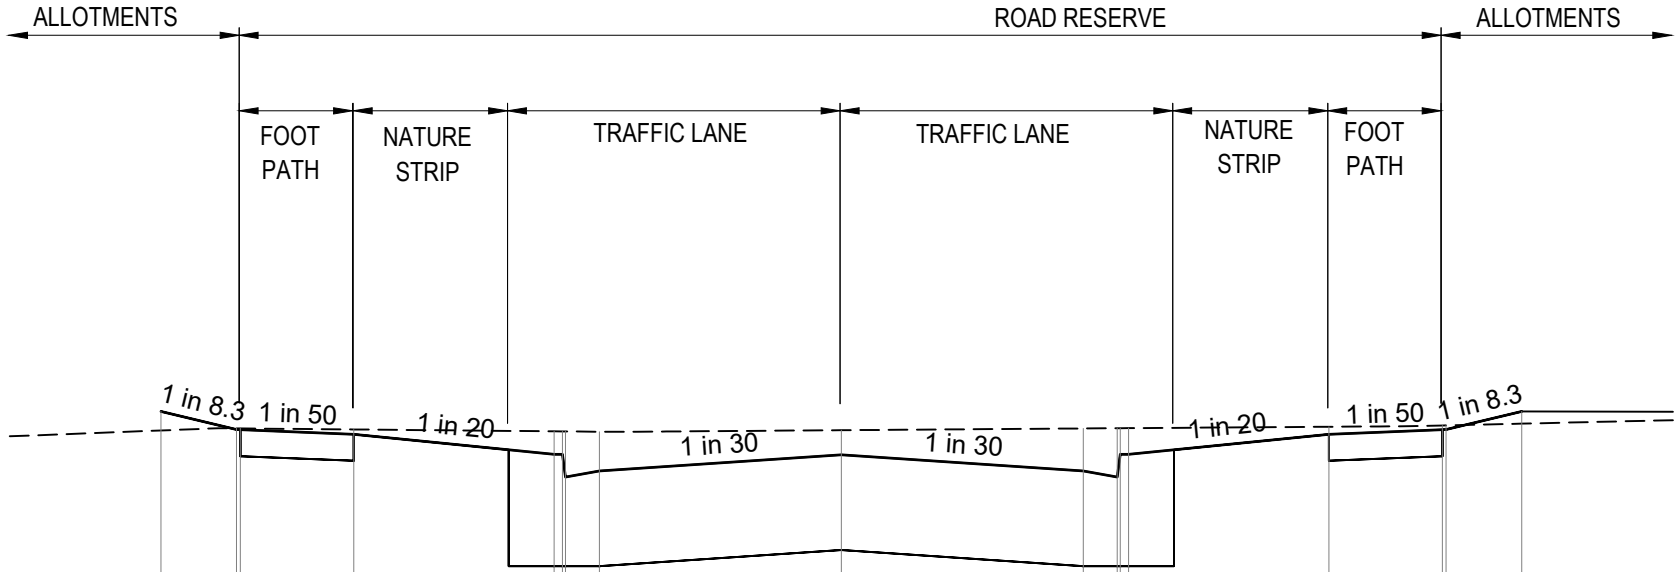 ALLOTMENTS
ROAD RESERVE
ALLOTMENTS
FOOT
PATH
NATURE
STRIP
TRAFFIC LANE
TRAFFIC LANE
NATURE
STRIP
FOOT
PATH
1 in 8.3
1 in 50
1 in 20
1 in 30
1 in 30
1 in 20
1 in 50
1 in 8.3